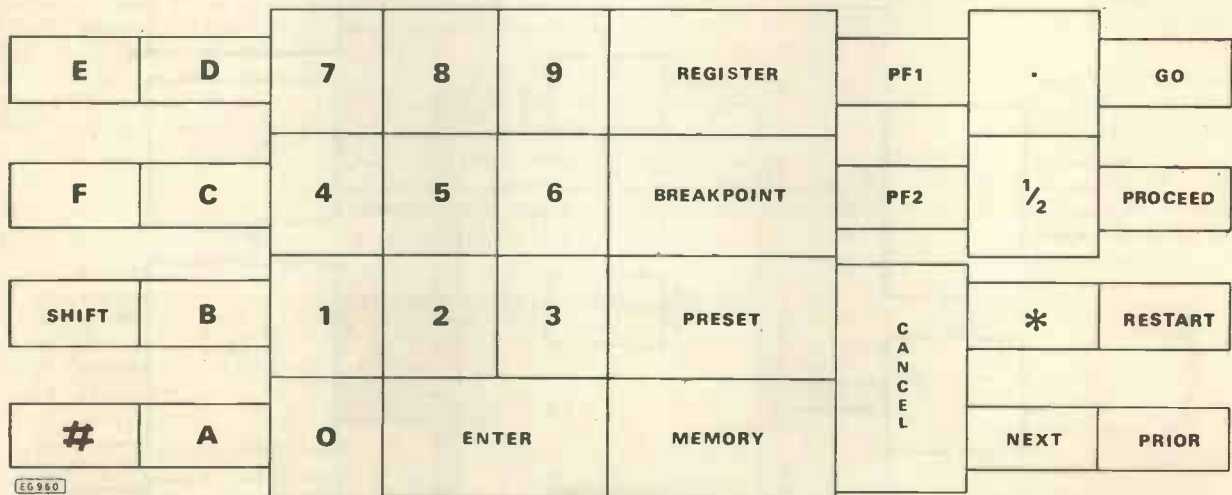 E D 7 8 9 REGISTER PF1 . GO
F C 4 5 6 BREAKPOINT PF2 ½ PROCEED
SHIFT B 1 2 3 PRESET CANCEL * RESTART
# A 0 ENTER MEMORY NEXT PRIOR
EG960